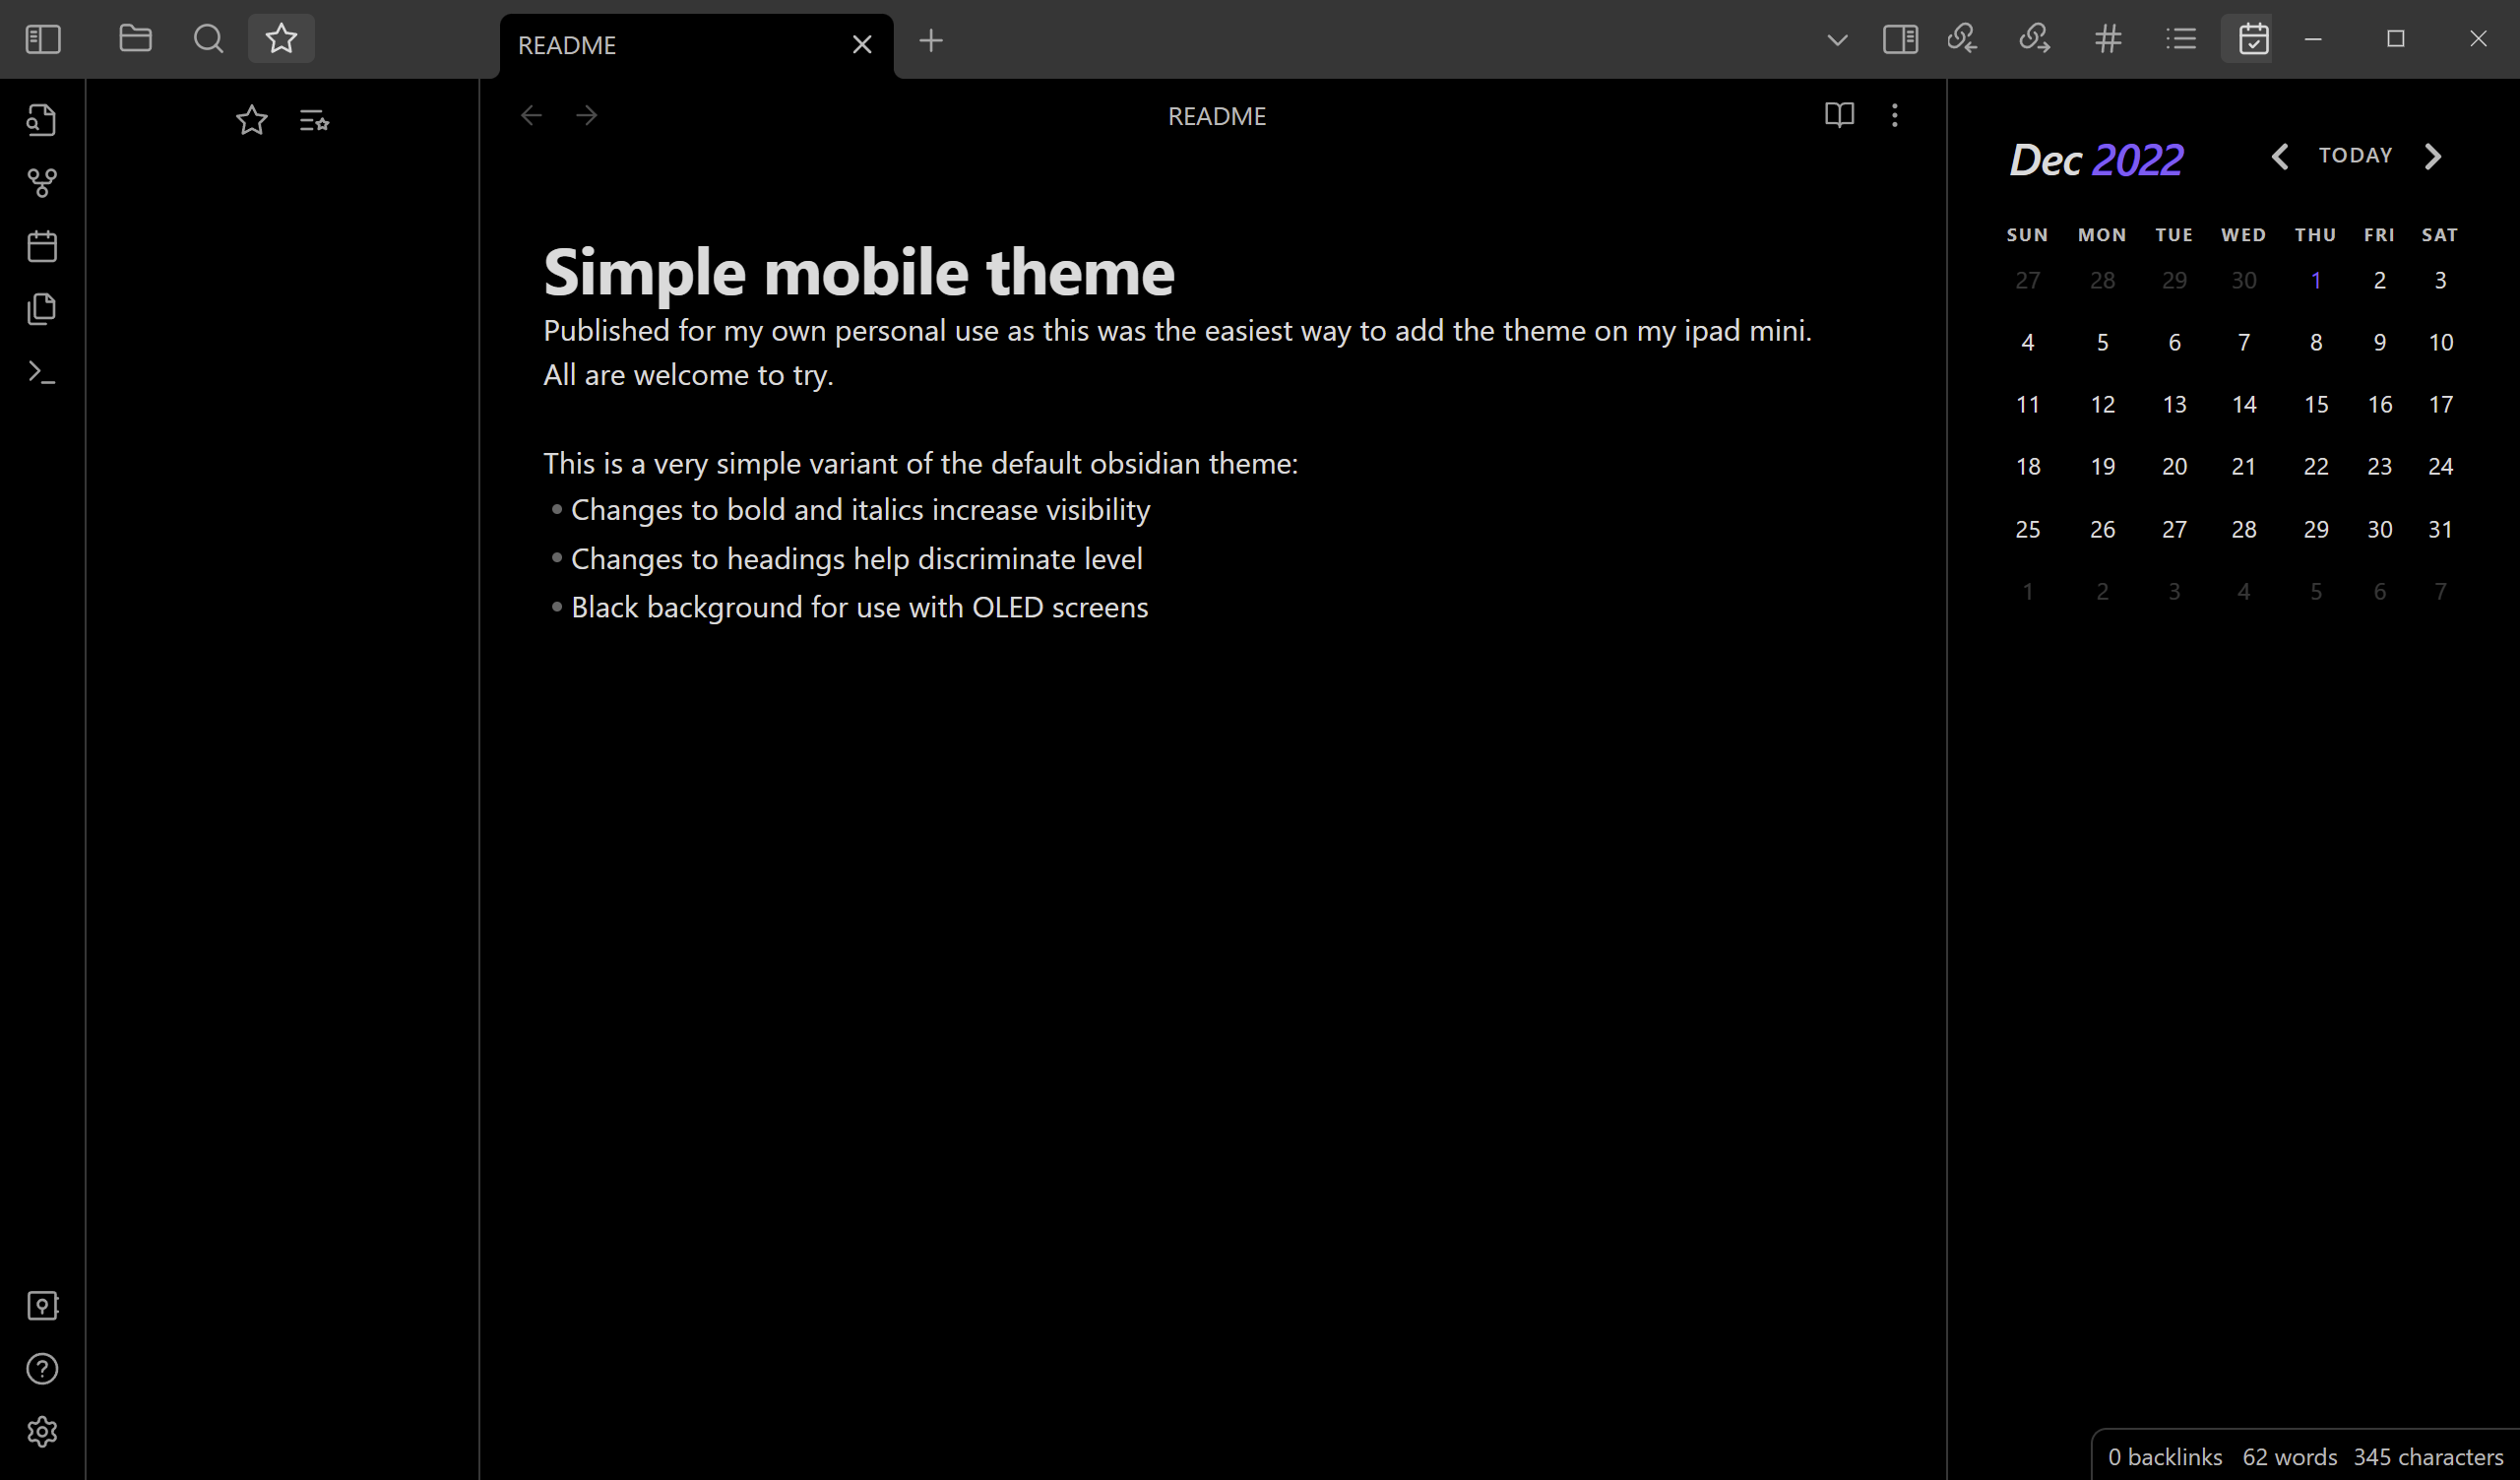 README
README
Simple mobile theme
Published for my own personal use as this was the easiest way to add the theme on my ipad mini.
All are welcome to try.
This is a very simple variant of the default obsidian theme:
• Changes to bold and italics increase visibility
• Changes to headings help discriminate level
• Black background for use with OLED screens
Dec 2022
TODAY
SUN MON TUE WED THU FRI SAT
27 28 29 30 1 2 3
4 5 6 7 8 9 10
11 12 13 14 15 16 17
18 19 20 21 22 23 24
25 26 27 28 29 30 31
1 2 3 4 5 6 7
0 backlinks 62 words 345 characters